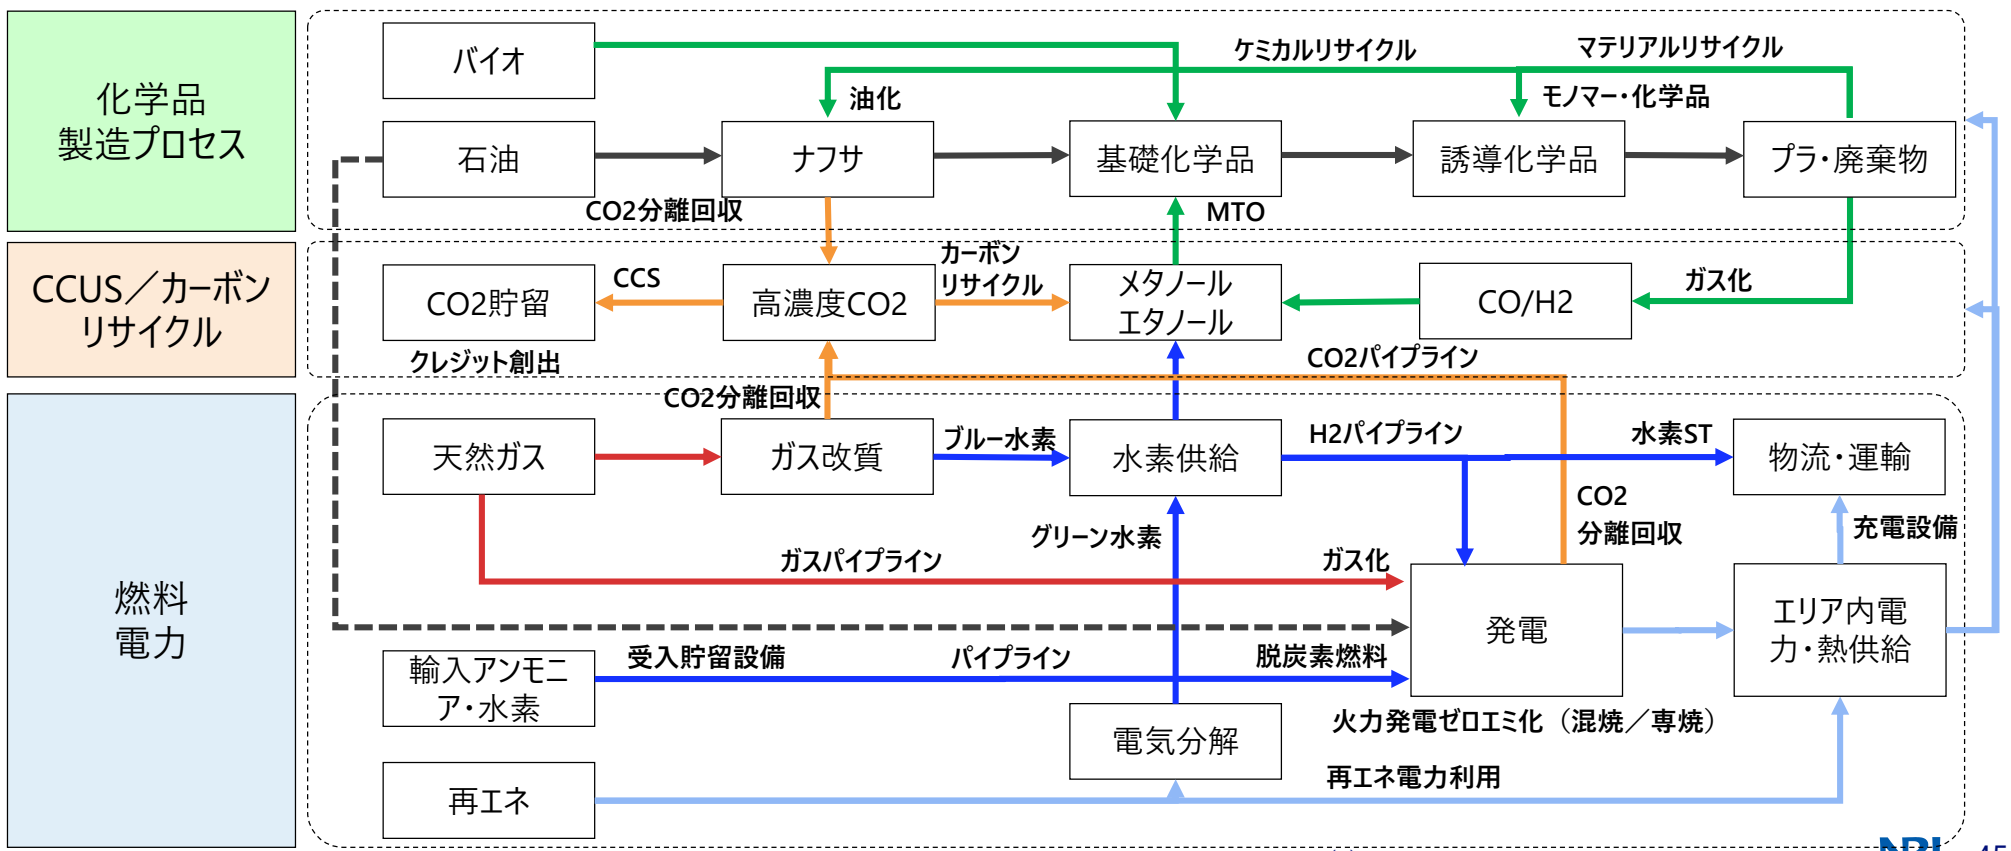 化学品
製造プロセス
バイオ
ケミカルリサイクル
マテリアルリサイクル
油化
モノマー・化学品
石油
ナフサ
基礎化学品
誘導化学品
プラ・廃棄物
CO2分離回収
MTO
CCUS／カーボン
リサイクル
CO2貯留
CCS
高濃度CO2
カーボン
リサイクル
メタノール
エタノール
CO/H2
ガス化
クレジット創出
CO2パイプライン
CO2分離回収
燃料
電力
天然ガス
ガス改質
ブルー水素
水素供給
H2パイプライン
水素ST
物流・運輸
CO2
分離回収
グリーン水素
充電設備
ガスパイプライン
ガス化
発電
エリア内電
力・熱供給
輸入アンモニ
ア・水素
受入貯留設備
パイプライン
脱炭素燃料
火力発電ゼロエミ化（混焼／専焼）
電気分解
再エネ
再エネ電力利用
NRI
45